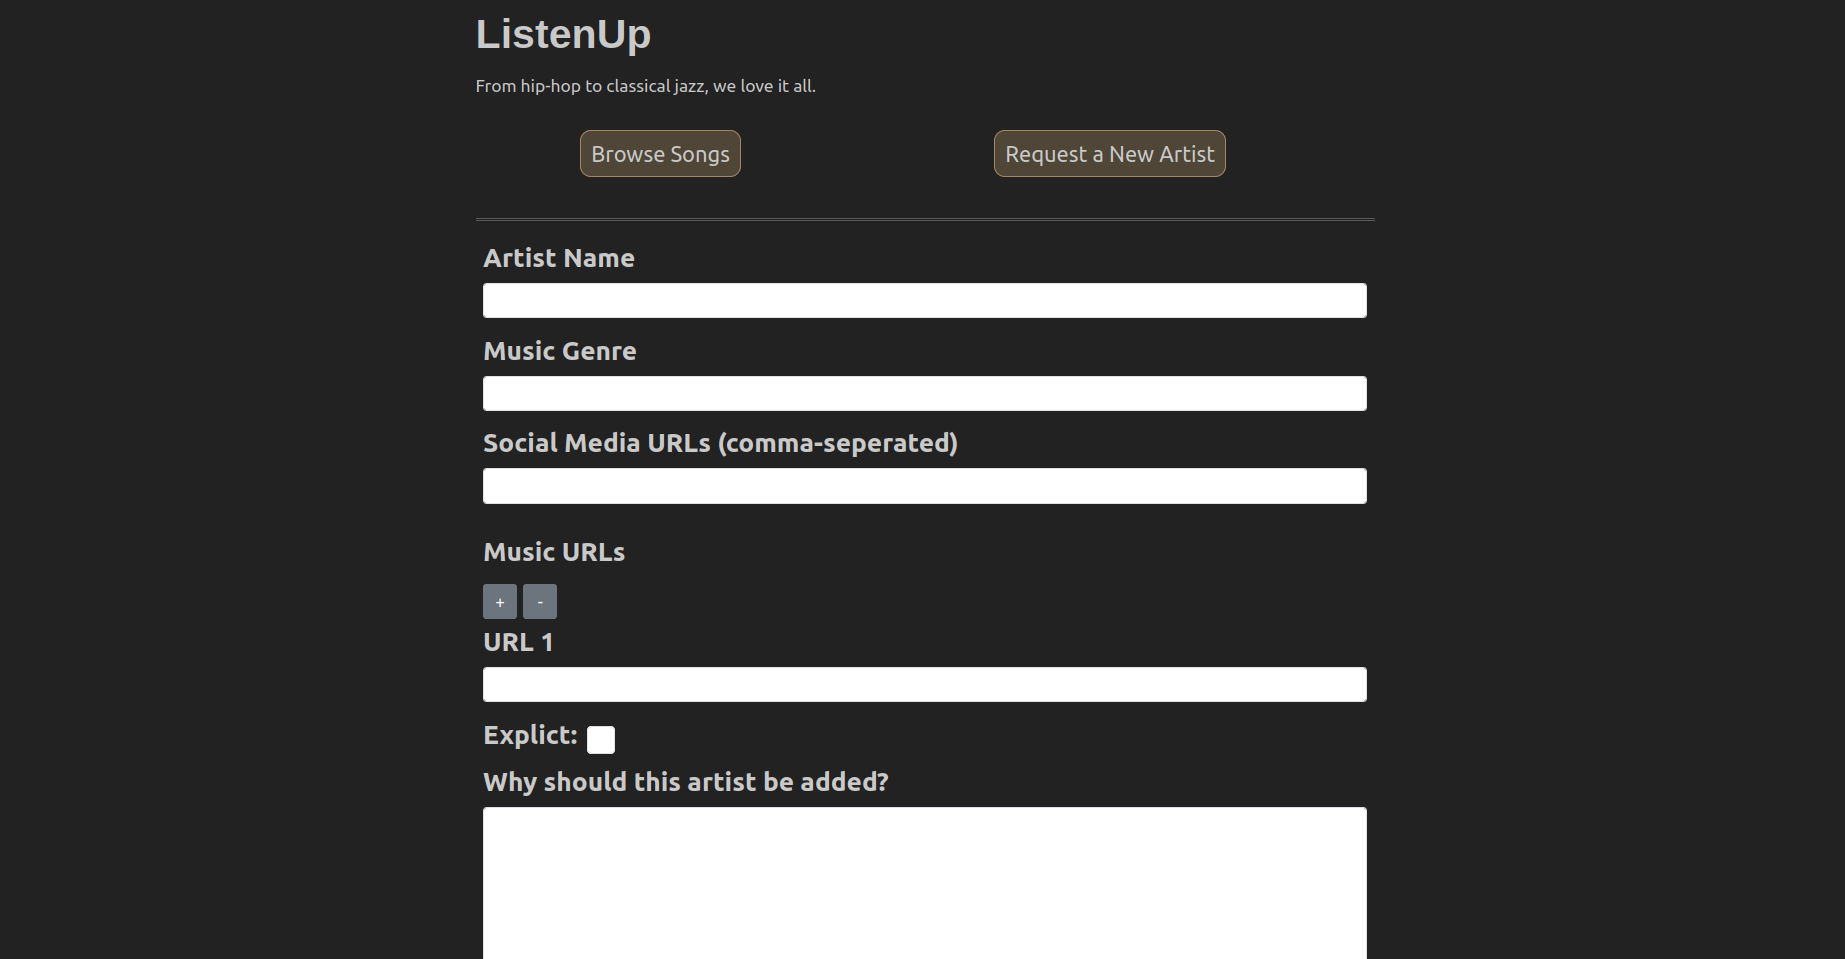 ListenUp
From hip-hop to classical jazz, we love it all.
Browse Songs
Request a New Artist
Artist Name
Music Genre
Social Media URLs (comma-seperated)
Music URLs
+ -
URL 1
Explict:
Why should this artist be added?